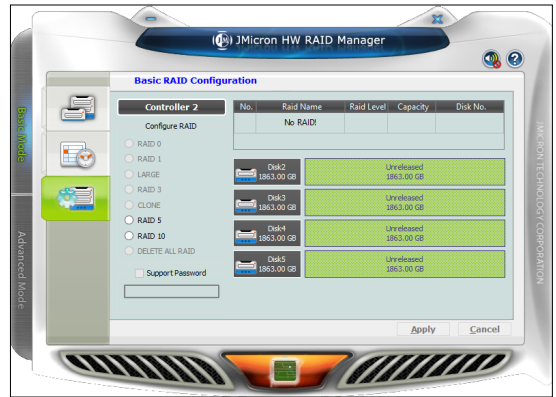 JMicron HW RAID Manager
Basic RAID Configuration
Basic Mode
Advanced Mode
Controller 2
Configure RAID
RAID 0
RAID 1
LARGE
RAID 3
CLONE
RAID 5
RAID 10
DELETE ALL RAID
Support Password
No. RAID Name RAID Level Capacity Disk No.
No RAID!
Disk2 Unreleased
1863.00 GB 1863.00 GB
Disk3 Unreleased
1863.00 GB 1863.00 GB
Disk4 Unreleased
1863.00 GB 1863.00 GB
Disk5 Unreleased
1863.00 GB 1863.00 GB
Apply Cancel
JMICRON TECHNOLOGY CORPORATION